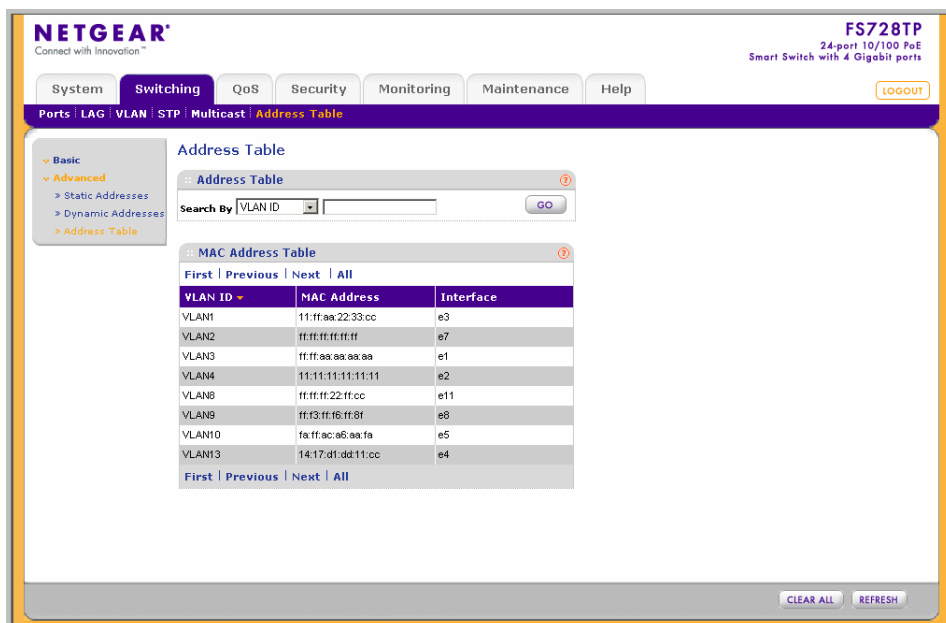 NETGEAR®
Connect with Innovation™
FS728TP
24-port 10/100 PoE
Smart Switch with 4 Gigabit ports
System Switching QoS Security Monitoring Maintenance Help LOGOUT
Ports LAG VLAN STP Multicast Address Table
Basic
Advanced
Static Addresses
Dynamic Addresses
Address Table
Address Table
Address Table ?
Search By VLAN ID GO
MAC Address Table ?
First Previous Next All
VLAN ID MAC Address Interface
VLAN1 11:ff:aa:22:33:cc e3
VLAN2 ff:ff:ff:ff:ff:ff e7
VLAN3 ff:ff:aa:aa:aa:aa e1
VLAN4 11:11:11:11:11:11 e2
VLAN8 ff:ff:ff:22:ff:cc e11
VLAN9 ff:f3:ff:f6:ff:8f e8
VLAN10 fa:ff:ac:a6:aa:fa e5
VLAN13 14:17:d1:dd:11:cc e4
First Previous Next All
CLEAR ALL REFRESH